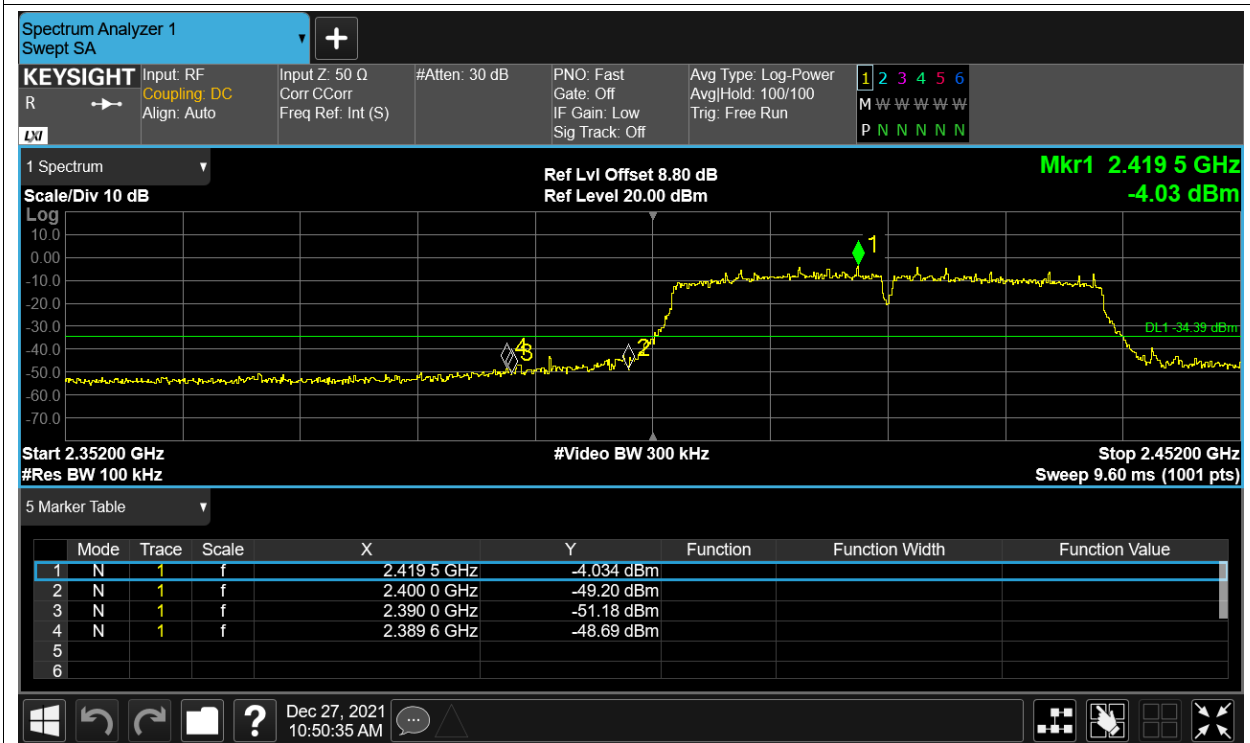 Spectrum Analyzer 1
Swept SA
KEYSIGHT
R
LXI
Input: RF
Coupling: DC
Align: Auto
Input Z: 50 Ω
Corr CCorr
Freq Ref: Int (S)
#Atten: 30 dB
PNO: Fast
Gate: Off
IF Gain: Low
Sig Track: Off
Avg Type: Log-Power
Avg|Hold: 100/100
Trig: Free Run
1 2 3 4 5 6
M W W W W W
P N N N N N
1 Spectrum
Scale/Div 10 dB
Ref Lvl Offset 8.80 dB
Ref Level 20.00 dBm
Mkr1 2.419 5 GHz
-4.03 dBm
Log
10.0
0.00
-10.0
-20.0
-30.0
-40.0
-50.0
-60.0
-70.0
1
2
3
4
DL1 -34.39 dBm
Start 2.35200 GHz
#Video BW 300 kHz
Stop 2.45200 GHz
#Res BW 100 kHz
Sweep 9.60 ms (1001 pts)
5 Marker Table
Mode Trace Scale X Y Function Function Width Function Value
1 N 1 f 2.419 5 GHz -4.034 dBm
2 N 1 f 2.400 0 GHz -49.20 dBm
3 N 1 f 2.390 0 GHz -51.18 dBm
4 N 1 f 2.389 6 GHz -48.69 dBm
5
6
?
Dec 27, 2021
10:50:35 AM